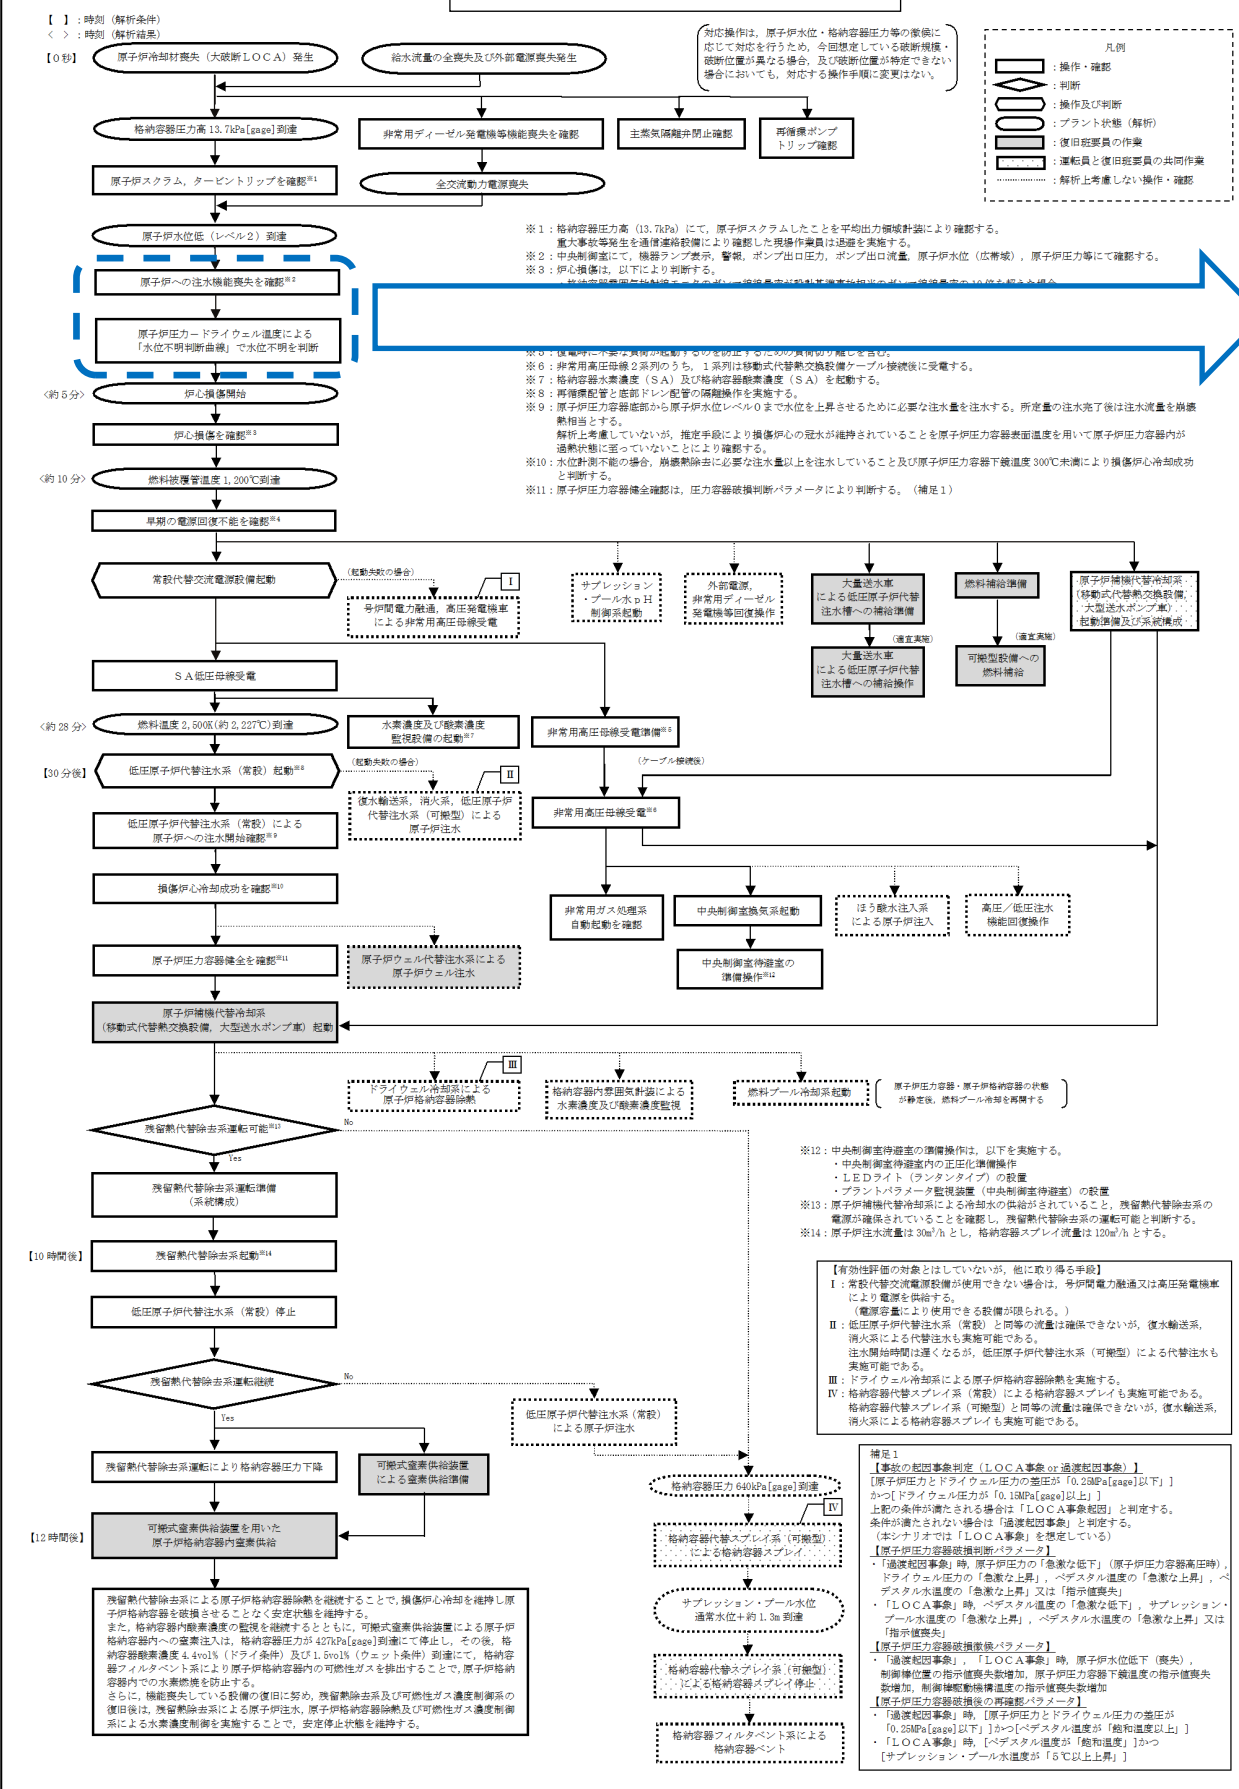 【　】：時刻（解析条件）
＜　＞：時刻（解析結果）
【0秒】
原子炉冷却材喪失（大破断ＬＯＣＡ）発生
給水流量の全喪失及び外部電源喪失発生
対応操作は，原子炉水位・格納容器圧力等の徴候に
応じて対応を行うため，今回想定している破断規模・
破断位置が異なる場合，及び破断位置が特定できない
場合においても，対応する操作手順に変更はない。
凡例
：操作・確認
：判断
：操作及び判断
：プラント状態（解析）
：復旧班要員の作業
：運転員と復旧班要員の共同作業
：解析上考慮しない操作・確認
格納容器圧力高 13.7kPa[gage]到達
非常用ディーゼル発電機等機能喪失を確認
主蒸気隔離弁閉止確認
再循環ポンプ
トリップ確認
原子炉スクラム，タービントリップを確認※1
全交流動力電源喪失
原子炉水位低（レベル２）到達
原子炉への注水機能喪失を確認※2
原子炉圧力－ドライウェル温度による
「水位不明判断曲線」で水位不明を判断
※１：格納容器圧力高（13.7kPa）にて，原子炉スクラムしたことを平均出力領域計装により確認する。
重大事故等発生を通信連絡設備により確認した現場作業員は退避を実施する。
※２：中央制御室にて，機器ランプ表示，警報，ポンプ出口圧力，ポンプ出口流量，原子炉水位（広帯域），原子炉圧力等にて確認する。
※３：炉心損傷は，以下により判断する。
・格納容器雰囲気放射線モニタのガンマ線線量率が設計基準事故相当のガンマ線線量率の10倍を超えた場合
※５：復電時に不要な負荷が起動するのを防止するための負荷切り離しを含む。
※６：非常用高圧母線２系列のうち，１系列は移動式代替熱交換設備ケーブル接続後に受電する。
※７：格納容器水素濃度（ＳＡ）及び格納容器酸素濃度（ＳＡ）を起動する。
※８：再循環配管と底部ドレン配管の隔離操作を実施する。
※９：原子炉圧力容器底部から原子炉水位レベル０まで水位を上昇させるために必要な注水量を注水する。所定量の注水完了後は注水流量を崩壊
熱相当とする。
解析上考慮していないが，推定手段により損傷炉心の冠水が維持されていることを原子炉圧力容器表面温度を用いて原子炉圧力容器内が
過熱状態に至っていないことにより確認する。
※10：水位計測不能の場合，崩壊熱除去に必要な注水量以上を注水していること及び原子炉圧力容器下鏡温度300℃未満により損傷炉心冷却成功
と判断する。
※11：原子炉圧力容器健全確認は，圧力容器破損判断パラメータにより判断する。（補足１）
＜約5分＞
炉心損傷開始
炉心損傷を確認※3
＜約10分＞
燃料被覆管温度 1,200℃到達
早期の電源回復不能を確認※4
常設代替交流電源設備起動
（起動失敗の場合）
Ⅰ
号炉間電力融通，高圧発電機車
による非常用高圧母線受電
サプレッション
・プール水ｐＨ
制御系起動
外部電源，
非常用ディーゼル
発電機等回復操作
大量送水車
による低圧原子炉代替
注水槽への補給準備
燃料補給準備
原子炉補機代替冷却系
（移動式代替熱交換設備，
大型送水ポンプ車）
起動準備及び系統構成
（適宜実施）
大量送水車
による低圧原子炉代替
注水槽への補給操作
（適宜実施）
可搬型設備への
燃料補給
ＳＡ低圧母線受電
＜約28分＞
燃料温度 2,500K(約 2,227℃)到達
水素濃度及び酸素濃度
監視設備の起動※7
非常用高圧母線受電準備※5
【30分後】
低圧原子炉代替注水系（常設）起動※8
（起動失敗の場合）
Ⅱ
（ケーブル接続後）
復水輸送系，消火系，低圧原子炉
代替注水系（可搬型）による
原子炉注水
非常用高圧母線受電※6
低圧原子炉代替注水系（常設）による
原子炉への注水開始確認※9
損傷炉心冷却成功を確認※10
非常用ガス処理系
自動起動を確認
中央制御室換気系起動
ほう酸水注入系
による原子炉注入
高圧／低圧注水
機能回復操作
原子炉圧力容器健全を確認※11
原子炉ウェル代替注水系による
原子炉ウェル注水
中央制御室待避室の
準備操作※12
原子炉補機代替冷却系
（移動式代替熱交換設備，大型送水ポンプ車）起動
Ⅲ
ドライウェル冷却系による
原子炉格納容器除熱
格納容器内雰囲気計装による
水素濃度及び酸素濃度監視
燃料プール冷却系起動
原子炉圧力容器・原子炉格納容器の状態
が静定後，燃料プール冷却を再開する
残留熱代替除去系運転可能※13
No
Yes
※12：中央制御室待避室の準備操作は，以下を実施する。
・中央制御室待避室内の正圧化準備操作
・ＬＥＤライト（ランタンタイプ）の設置
・プラントパラメータ監視装置（中央制御室待避室）の設置
※13：原子炉補機代替冷却系による冷却水の供給がされていること，残留熱代替除去系の
電源が確保されていることを確認し，残留熱代替除去系の運転可能と判断する。
※14：原子炉注水流量は30m³/hとし，格納容器スプレイ流量は120m³/hとする。
残留熱代替除去系運転準備
（系統構成）
【10時間後】
残留熱代替除去系起動※14
低圧原子炉代替注水系（常設）停止
残留熱代替除去系運転継続
No
Yes
【有効性評価の対象とはしていないが，他に取り得る手段】
Ⅰ：常設代替交流電源設備が使用できない場合は，号炉間電力融通又は高圧発電機車
により電源を供給する。
（電源容量により使用できる設備が限られる。）
Ⅱ：低圧原子炉代替注水系（常設）と同等の流量は確保できないが，復水輸送系，
消火系による代替注水も実施可能である。
注水開始時間は遅くなるが，低圧原子炉代替注水系（可搬型）による代替注水も
実施可能である。
Ⅲ：ドライウェル冷却系による原子炉格納容器除熱を実施する。
Ⅳ：格納容器代替スプレイ系（常設）による格納容器スプレイも実施可能である。
格納容器代替スプレイ系（可搬型）と同等の流量は確保できないが，復水輸送系，
消火系による格納容器スプレイも実施可能である。
低圧原子炉代替注水系（常設）
による原子炉注水
残留熱代替除去系運転により格納容器圧力下降
可搬式窒素供給装置
による窒素供給準備
格納容器圧力 640kPa[gage]到達
Ⅳ
【12時間後】
可搬式窒素供給装置を用いた
原子炉格納容器内窒素供給
格納容器代替スプレイ系（可搬型）
による格納容器スプレイ
サプレッション・プール水位
通常水位＋約 1.3m 到達
格納容器代替スプレイ系（可搬型）
による格納容器スプレイ停止
格納容器フィルタベント系による
格納容器ベント
残留熱代替除去系による原子炉格納容器除熱を継続することで，損傷炉心冷却を維持し原
子炉格納容器を破損させることなく安定状態を維持する。
また，格納容器内酸素濃度の監視を継続するとともに，可搬式窒素供給装置による原子炉
格納容器内への窒素注入は，格納容器圧力が427kPa[gage]到達にて停止し，その後，格
納容器酸素濃度4.4vol%（ドライ条件）及び1.5vol%（ウェット条件）到達にて，格納容
器フィルタベント系により原子炉格納容器内の可燃性ガスを排出することで，原子炉格納
容器内での水素燃焼を防止する。
さらに，機能喪失している設備の復旧に努め，残留熱除去系及び可燃性ガス濃度制御系の
復旧後は，残留熱除去系による原子炉注水，原子炉格納容器除熱及び可燃性ガス濃度制御
系による水素濃度制御を実施することで，安定停止状態を維持する。
補足１
【事故の起因事象判定（ＬＯＣＡ事象 or 過渡起因事象）】
[原子炉圧力とドライウェル圧力の差圧が「0.25MPa[gage]以下」]
かつ[ドライウェル圧力が「0.15MPa[gage]以上」]
上記の条件が満たされる場合は「ＬＯＣＡ事象起因」と判定する。
条件が満たされない場合は「過渡起因事象」と判定する。
（本シナリオでは「ＬＯＣＡ事象」を想定している）
【原子炉圧力容器破損判断パラメータ】
・「過渡起因事象」時，原子炉圧力の「急激な低下」（原子炉圧力容器高圧時），
ドライウェル圧力の「急激な上昇」，ペデスタル温度の「急激な上昇」，ペ
デスタル水温度の「急激な上昇」又は「指示値喪失」
・「ＬＯＣＡ事象」時，ペデスタル温度の「急激な低下」，サプレッション・
プール水温度の「急激な上昇」，ペデスタル水温度の「急激な上昇」又は
「指示値喪失」
【原子炉圧力容器破損徴候パラメータ】
・「過渡起因事象」，「ＬＯＣＡ事象」時，原子炉水位低下（喪失），
制御棒位置の指示値喪失数増加，原子炉圧力容器下鏡温度の指示値喪失
数増加，制御棒駆動機構温度の指示値喪失数増加
【原子炉圧力容器破損後の再確認パラメータ】
・「過渡起因事象」時，[原子炉圧力とドライウェル圧力の差圧が
「0.25MPa[gage]以下」]かつ[ペデスタル温度が「飽和温度以上」]
・「ＬＯＣＡ事象」時，[ペデスタル温度が「飽和温度」]かつ
[サプレッション・プール水温度が「５℃以上上昇」]